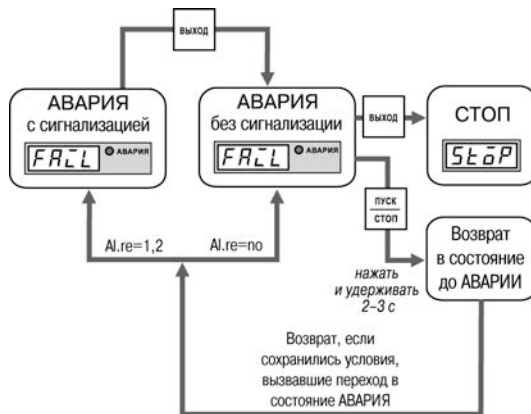 ВЫХОД
АВАРИЯ
с сигнализацией
FAIL
АВАРИЯ
АВАРИЯ
без сигнализации
FAIL
АВАРИЯ
ВЫХОД
СТОП
StoP
ПУСК
СТОП
Al.re=1,2
Al.re=no
нажать
и удерживать
2–3 с
Возврат
в состояние
до АВАРИИ
Возврат, если
сохранились условия,
вызвавшие переход в
состояние АВАРИЯ